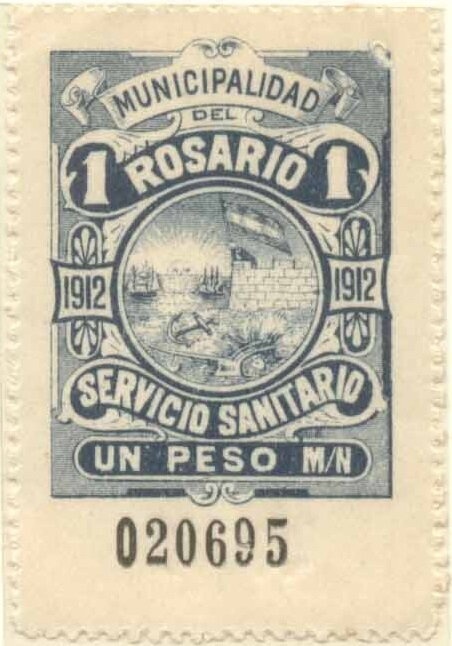 MUNICIPALIDAD
DEL
1 ROSARIO 1
1912 1912
SERVICIO SANITARIO
UN PESO M/N
020695